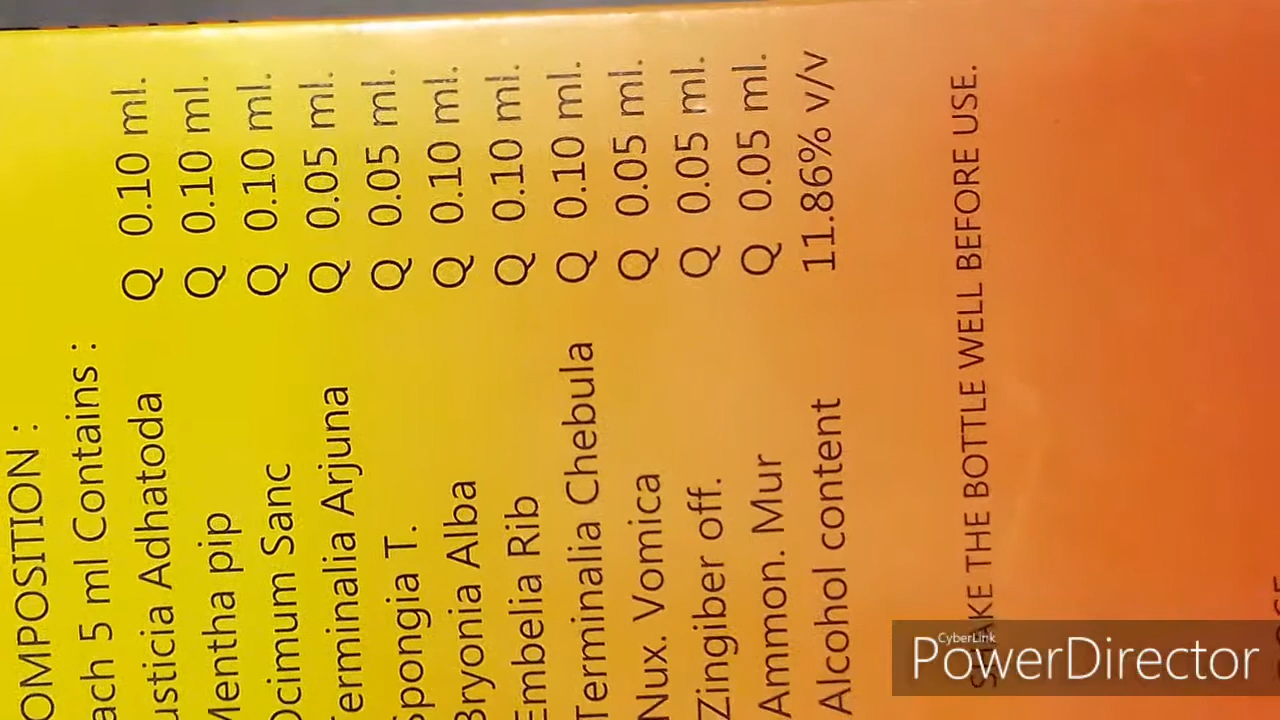 OMPOSITION :
ach 5 ml Contains :
usticia Adhatoda Q 0.10 ml.
Mentha pip Q 0.10 ml.
Ocimum Sanc Q 0.10 ml.
Terminalia Arjuna Q 0.05 ml.
Spongia T. Q 0.05 ml.
Bryonia Alba Q 0.10 ml.
Embelia Rib Q 0.10 ml.
Terminalia Chebula Q 0.10 ml.
Nux. Vomica Q 0.05 ml.
Zingiber off. Q 0.05 ml.
Ammon. Mur Q 0.05 ml.
Alcohol content 11.86% v/v
SHAKE THE BOTTLE WELL BEFORE USE.
CyberLink
PowerDirector